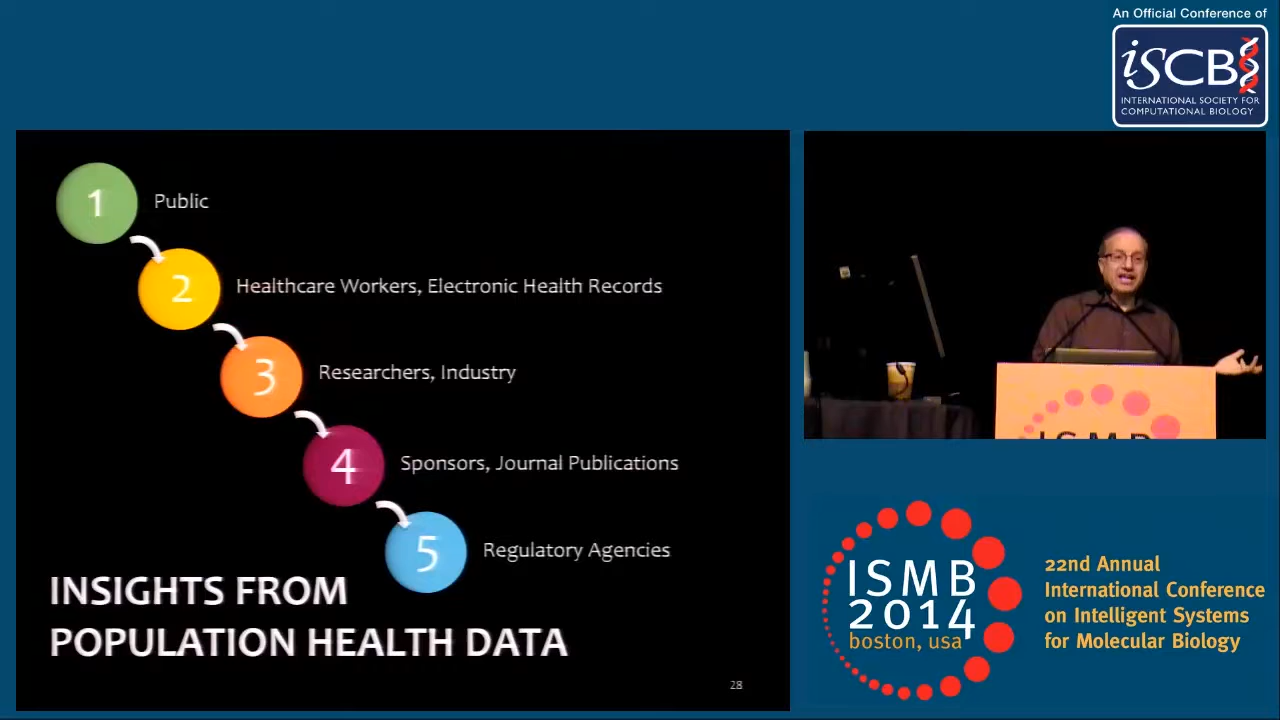 An Official Conference of
iSCB
INTERNATIONAL SOCIETY FOR
COMPUTATIONAL BIOLOGY
1
Public
2
Healthcare Workers, Electronic Health Records
3
Researchers, Industry
4
Sponsors, Journal Publications
5
Regulatory Agencies
INSIGHTS FROM
POPULATION HEALTH DATA
28
ISMB
ISMB
2014
boston, usa
22nd Annual
International Conference
on Intelligent Systems
for Molecular Biology